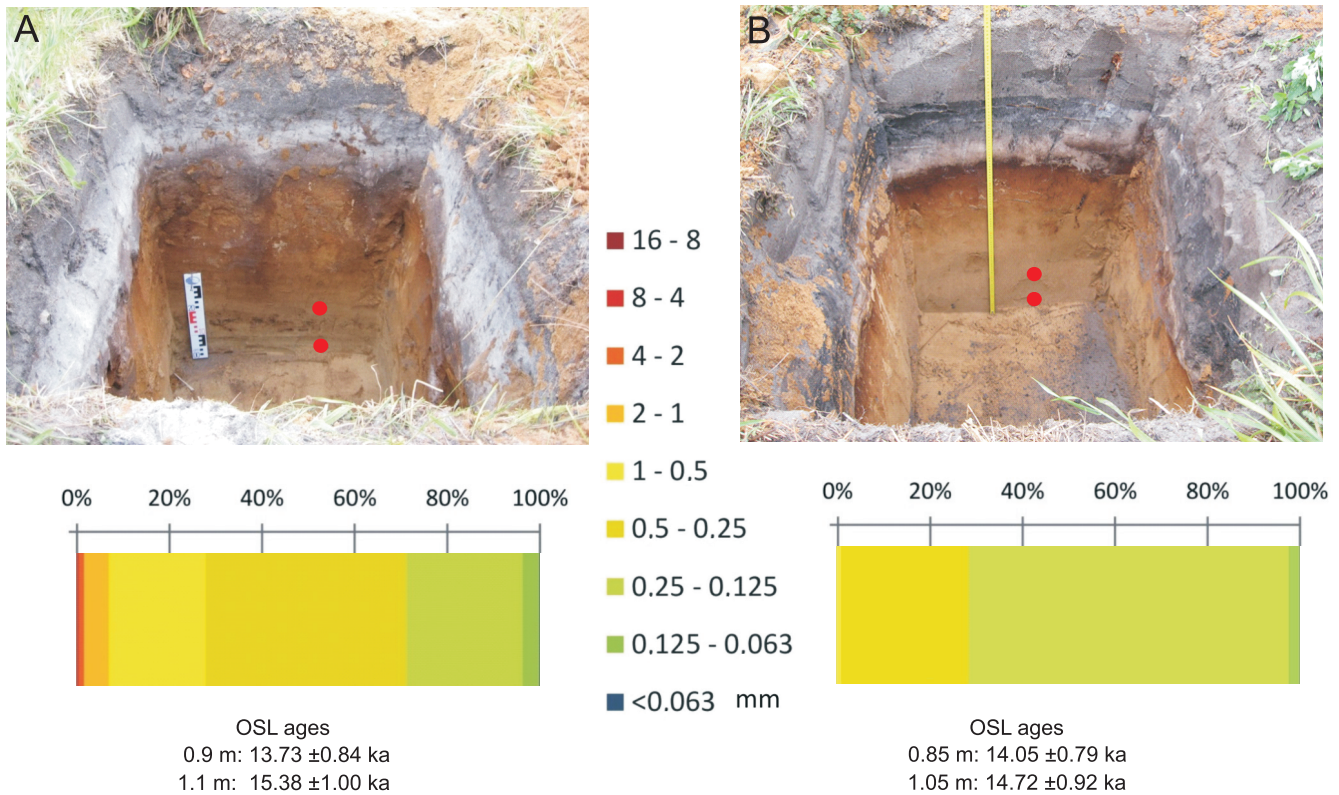 A
B
16 - 8
8 - 4
4 - 2
2 - 1
1 - 0.5
0.5 - 0.25
0.25 - 0.125
0.125 - 0.063
<0.063 mm
0% 20% 40% 60% 80% 100%
OSL ages
0.9 m: 13.73 ±0.84 ka
1.1 m: 15.38 ±1.00 ka
0% 20% 40% 60% 80% 100%
OSL ages
0.85 m: 14.05 ±0.79 ka
1.05 m: 14.72 ±0.92 ka